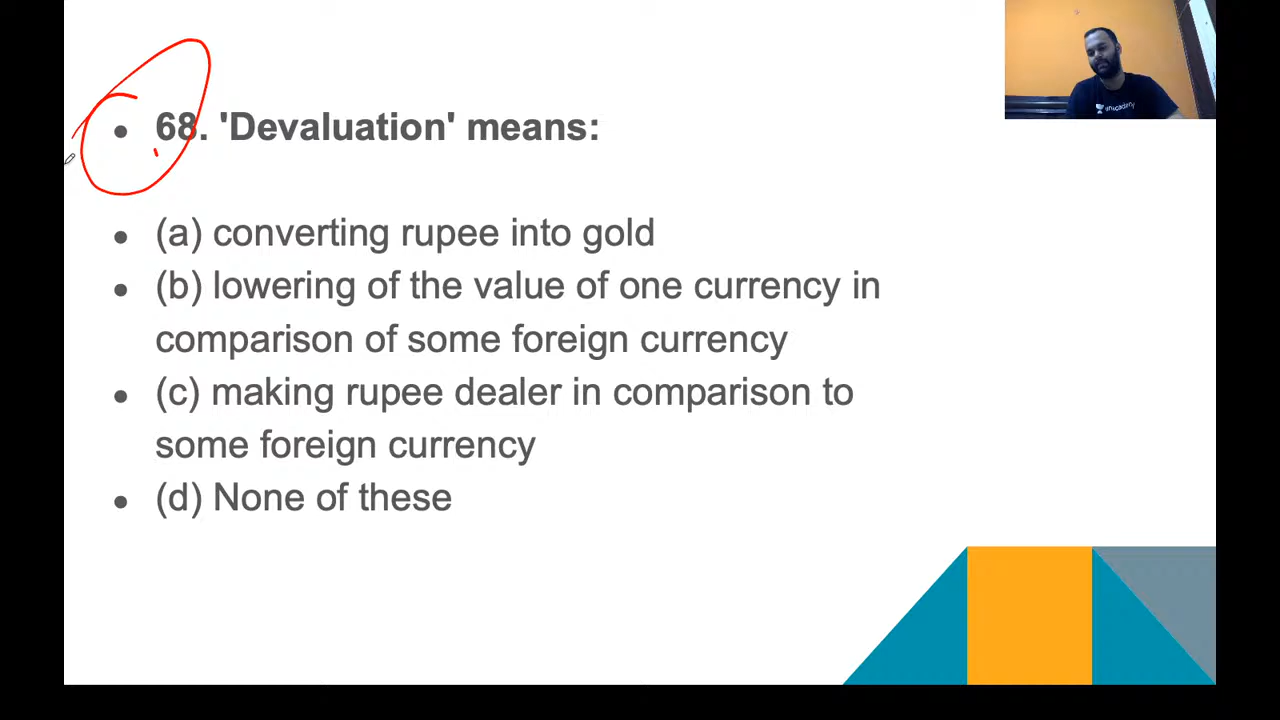 68. 'Devaluation' means:
(a) converting rupee into gold
(b) lowering of the value of one currency in
comparison of some foreign currency
(c) making rupee dealer in comparison to
some foreign currency
(d) None of these
unacademy